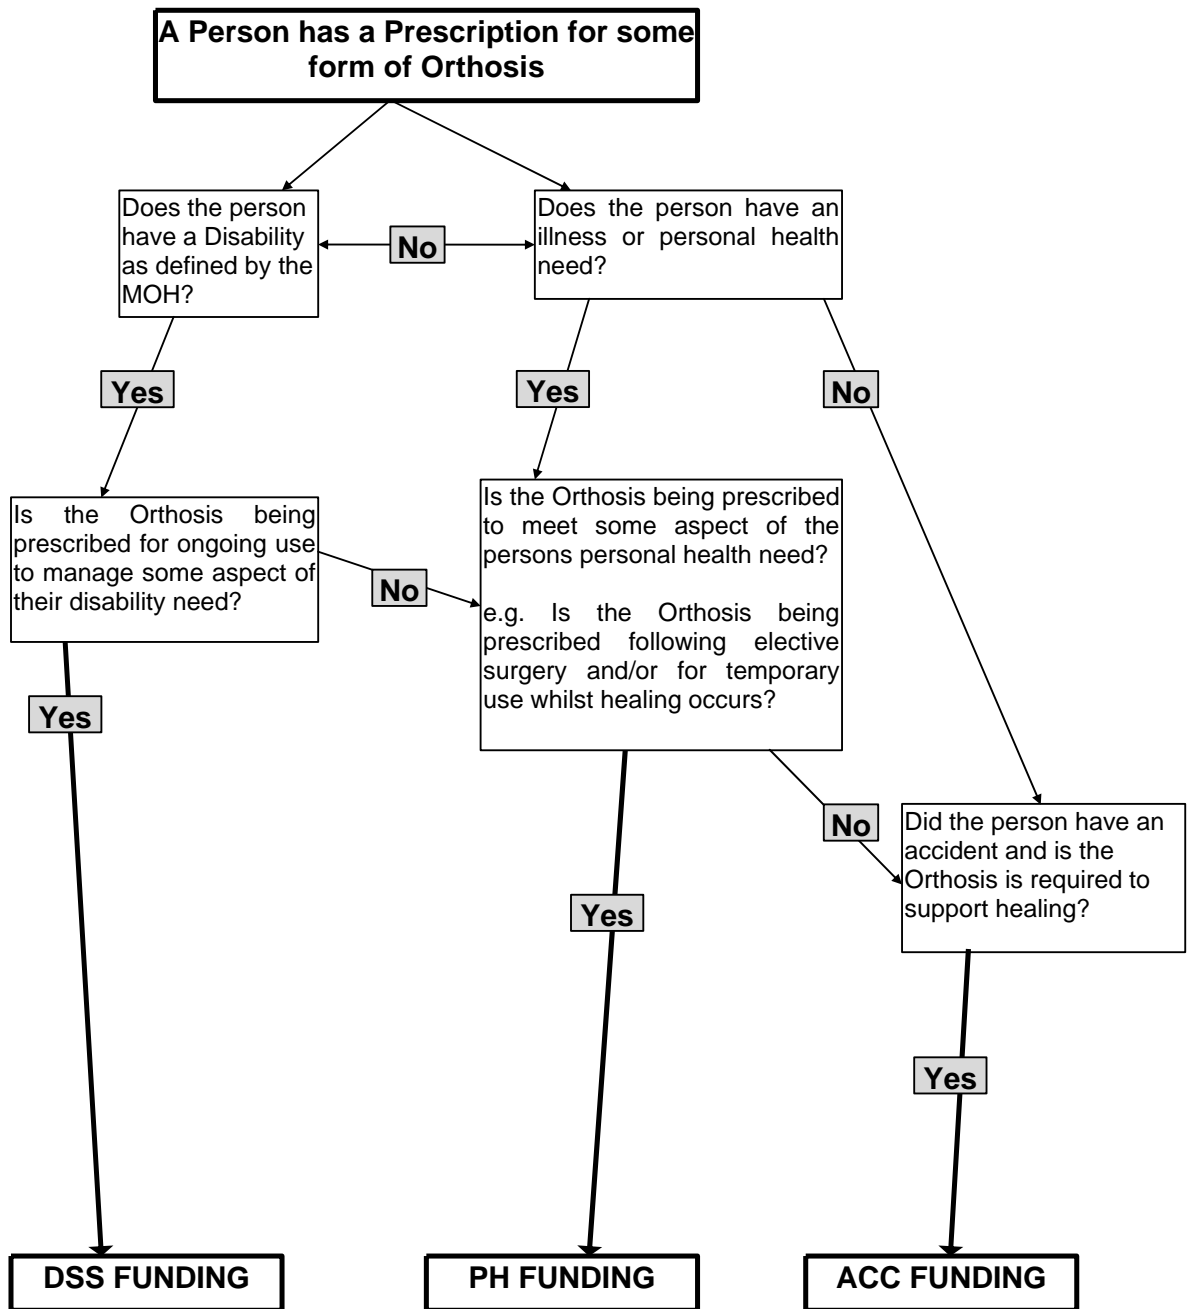 A Person has a Prescription for some
form of Orthosis
Does the person
have a Disability
as defined by the
MOH?
No
Does the person have an
illness or personal health
need?
Yes
Yes
No
Is the Orthosis being
prescribed for ongoing use
to manage some aspect of
their disability need?
No
Is the Orthosis being prescribed
to meet some aspect of the
persons personal health need?
e.g. Is the Orthosis being
prescribed following elective
surgery and/or for temporary
use whilst healing occurs?
Yes
No
Did the person have an
accident and is the
Orthosis is required to
support healing?
Yes
Yes
DSS FUNDING
PH FUNDING
ACC FUNDING